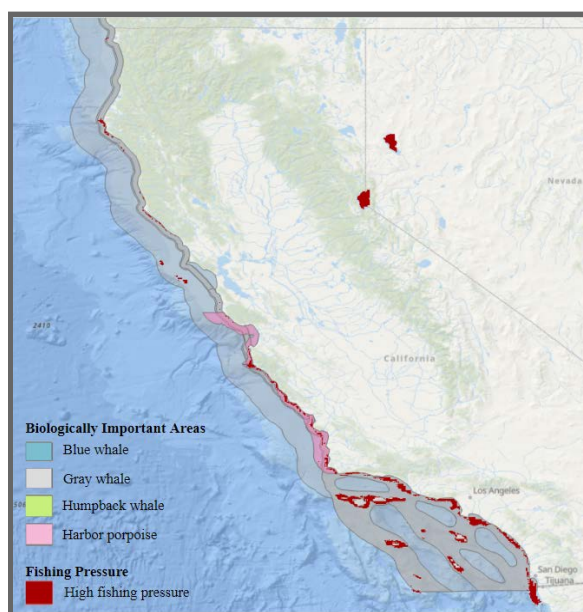 Nevada
2415
California
Biologically Important Areas
Blue whale
Gray whale
Humpback whale
Harbor porpoise
Los Angeles
Fishing Pressure
High fishing pressure
San Diego
Tijuana